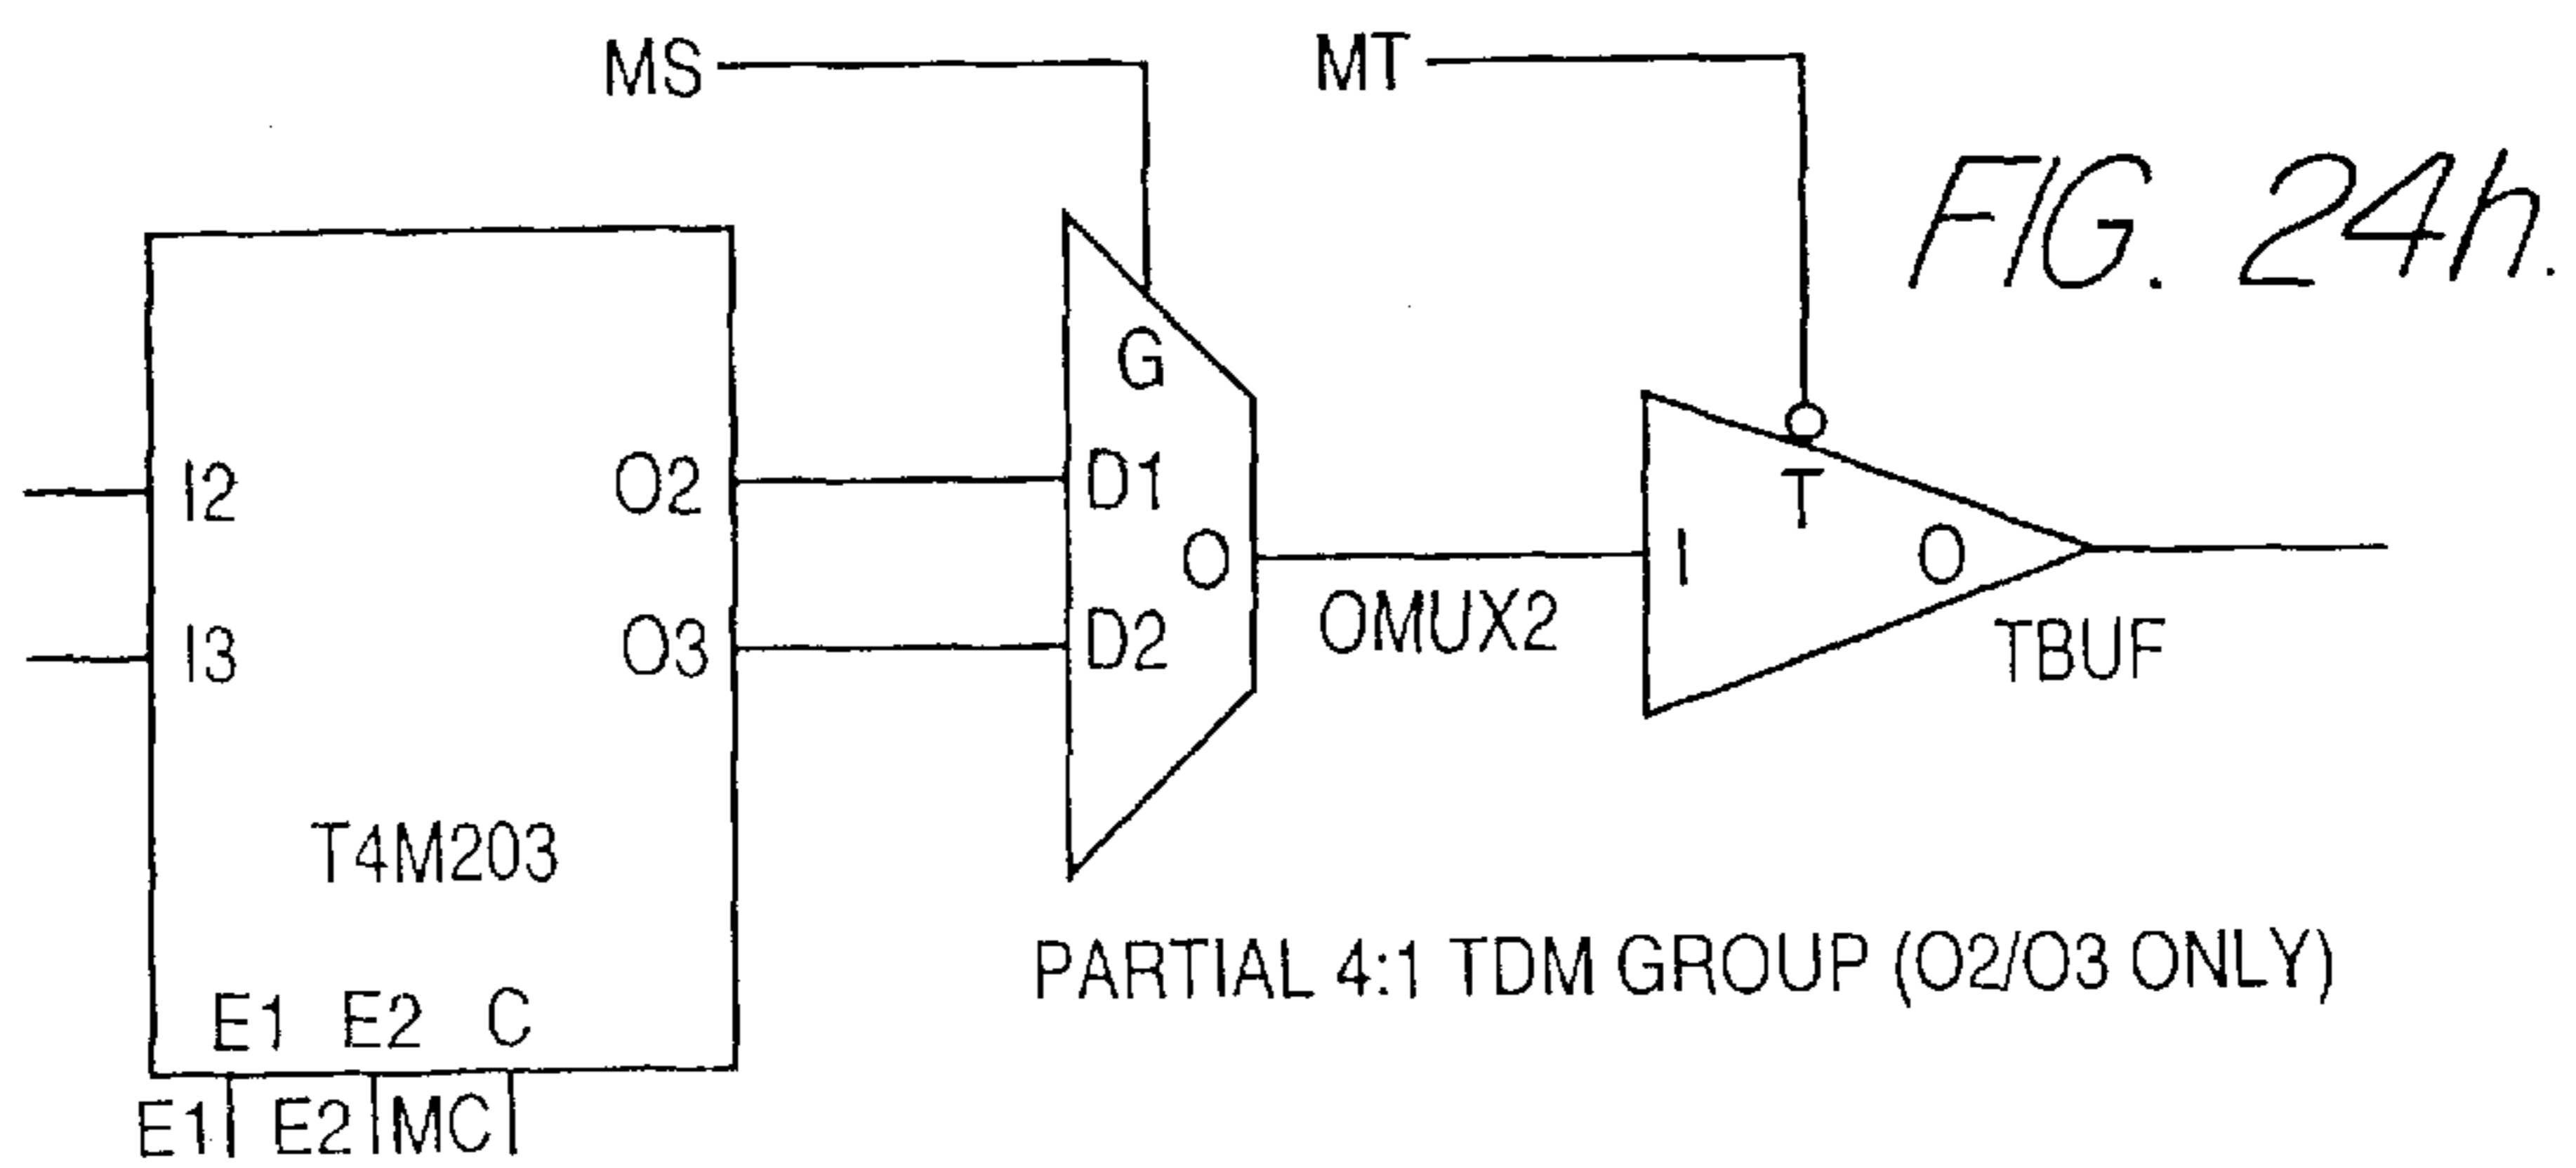 MS
MT
FIG. 24h.
G
I2
O2
D1
T
O
I
O
I3
O3
D2
OMUX2
TBUF
T4M203
PARTIAL 4:1 TDM GROUP (O2/O3 ONLY)
E1 E2 C
E1 E2 MC